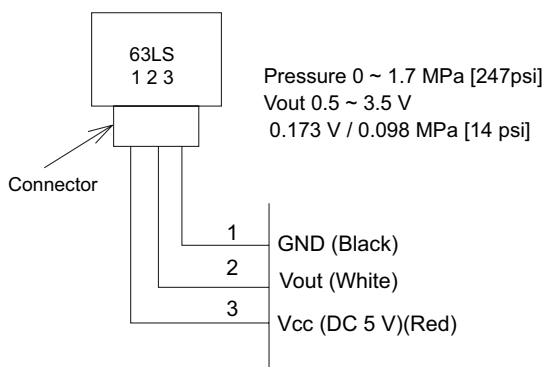 63LS
1 2 3
Pressure 0 ~ 1.7 MPa [247psi]
Vout 0.5 ~ 3.5 V
0.173 V / 0.098 MPa [14 psi]
Connector
1
GND (Black)
2
Vout (White)
3
Vcc (DC 5 V)(Red)